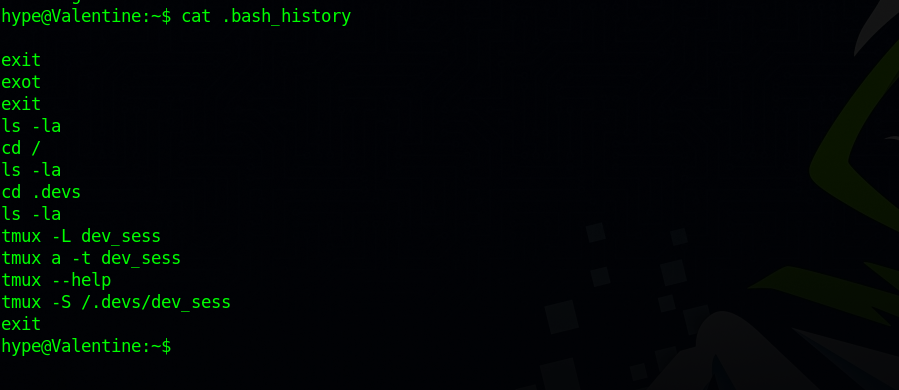 hype@Valentine:~$ cat .bash_history
exit
exot
exit
ls -la
cd /
ls -la
cd .devs
ls -la
tmux -L dev_sess
tmux a -t dev_sess
tmux --help
tmux -S /.devs/dev_sess
exit
hype@Valentine:~$